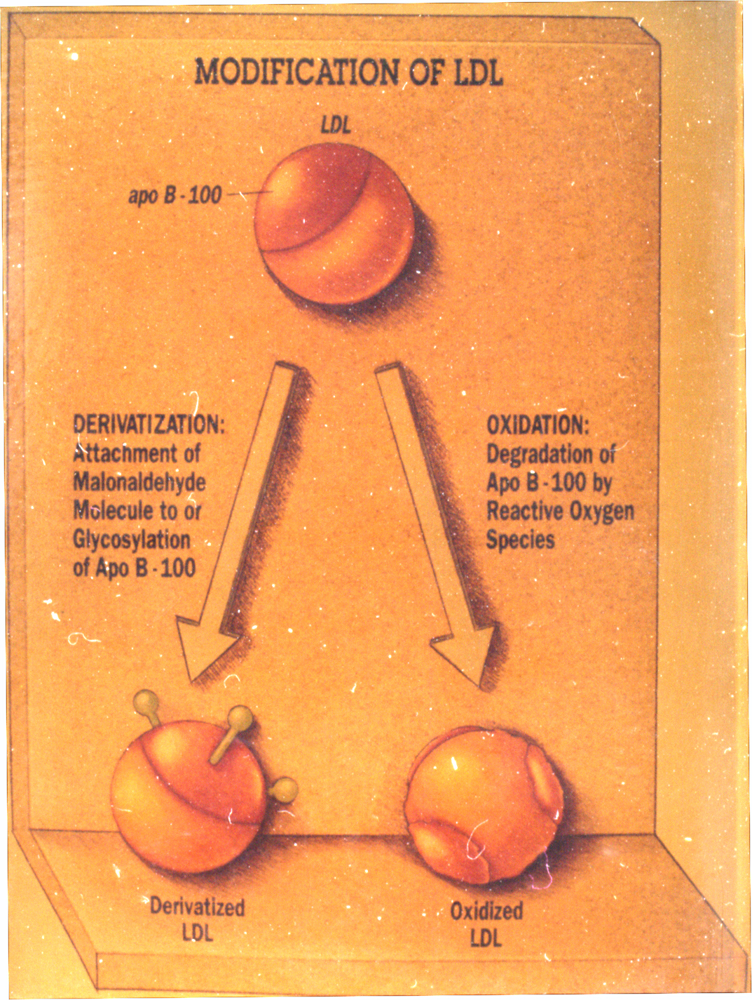 MODIFICATION OF LDL
LDL
apo B-100
DERIVATIZATION:
Attachment of
Malonaldehyde
Molecule to or
Glycosylation
of Apo B-100
OXIDATION:
Degradation of
Apo B-100 by
Reactive Oxygen
Species
Derivatized
LDL
Oxidized
LDL